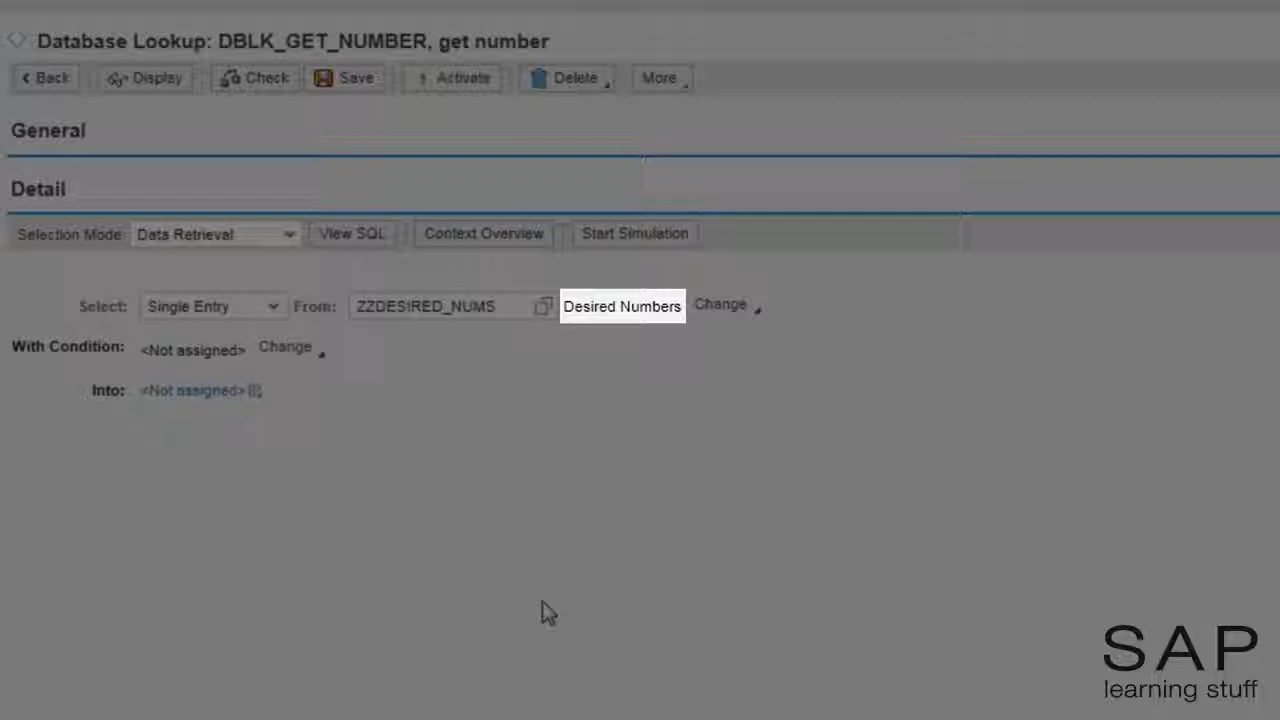 Database Lookup: DBLK_GET_NUMBER, get number
Back Display Check Save Activate Delete More
General
Detail
Selection Mode: Data Retrieval View SQL Context Overview Start Simulation
Select: Single Entry From: ZZDESIRED_NUMS Desired Numbers Change
With Condition: <Not assigned> Change
Into: <Not assigned>
SAP
learning stuff